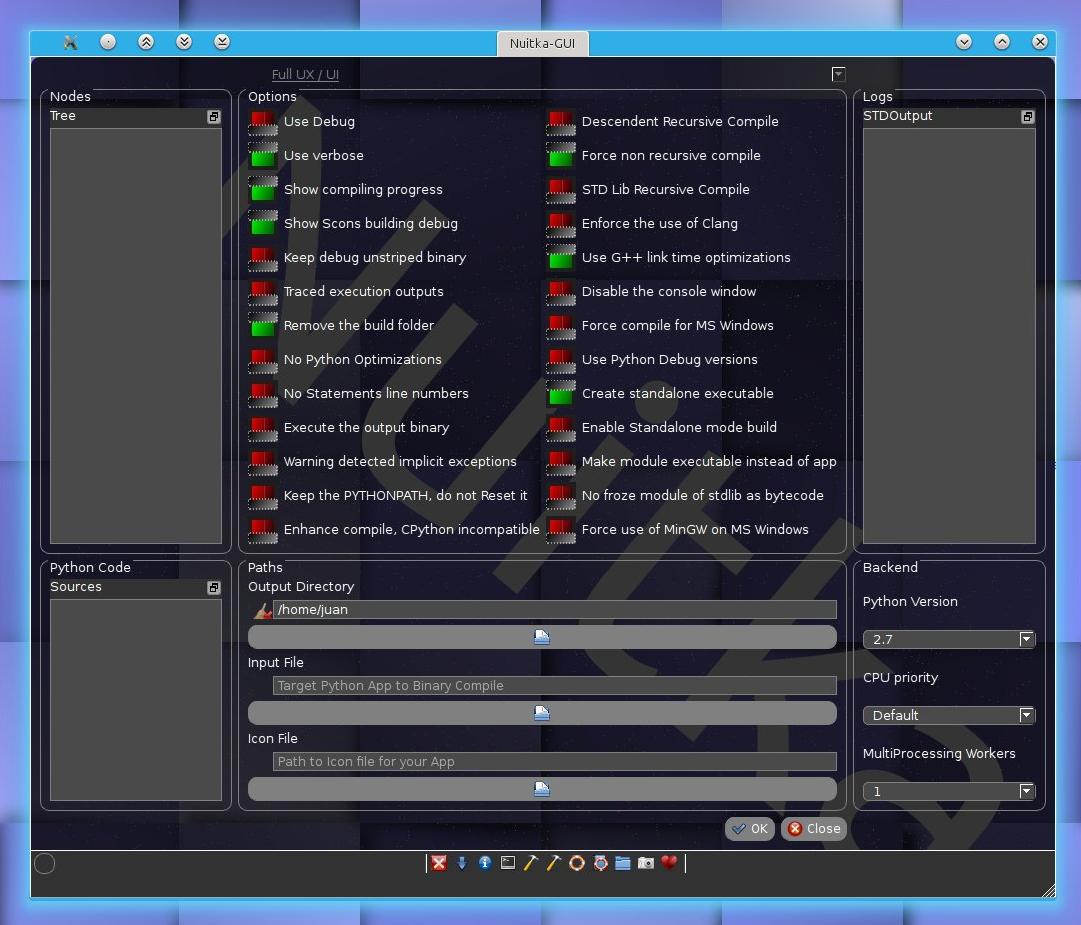 Nuitka-GUI
Full UX / UI
Nodes
Tree
Options
Use Debug
Use verbose
Show compiling progress
Show Scons building debug
Keep debug unstriped binary
Traced execution outputs
Remove the build folder
No Python Optimizations
No Statements line numbers
Execute the output binary
Warning detected implicit exceptions
Keep the PYTHONPATH, do not Reset it
Enhance compile, CPython incompatible
Descendent Recursive Compile
Force non recursive compile
STD Lib Recursive Compile
Enforce the use of Clang
Use G++ link time optimizations
Disable the console window
Force compile for MS Windows
Use Python Debug versions
Create standalone executable
Enable Standalone mode build
Make module executable instead of app
No froze module of stdlib as bytecode
Force use of MinGW on MS Windows
Logs
STDOutput
Python Code
Sources
Paths
Output Directory
/home/juan
Input File
Target Python App to Binary Compile
Icon File
Path to Icon file for your App
Backend
Python Version
2.7
CPU priority
Default
MultiProcessing Workers
1
OK
Close
Nuitka